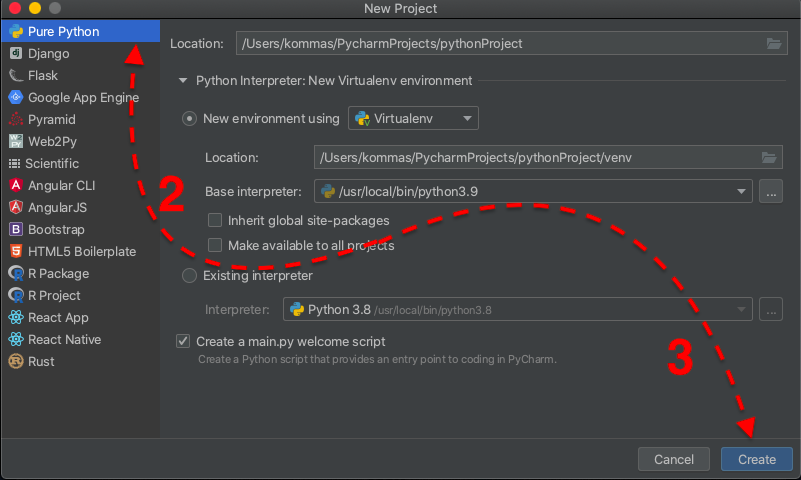 New Project
Pure Python
Django
Flask
Google App Engine
Pyramid
Web2Py
Scientific
Angular CLI
AngularJS
Bootstrap
HTML5 Boilerplate
R Package
R Project
React App
React Native
Rust
Location: /Users/kommas/PycharmProjects/pythonProject
Python Interpreter: New Virtualenv environment
New environment using Virtualenv
Location: /Users/kommas/PycharmProjects/pythonProject/venv
Base interpreter: /usr/local/bin/python3.9 ...
Inherit global site-packages
Make available to all projects
Existing interpreter
Interpreter: Python 3.8 /usr/local/bin/python3.8 ...
Create a main.py welcome script
Create a Python script that provides an entry point to coding in PyCharm.
2
3
Cancel Create